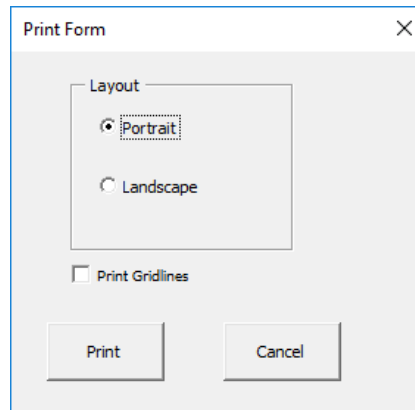 Print Form
Layout
Portrait
Landscape
Print Gridlines
Print
Cancel